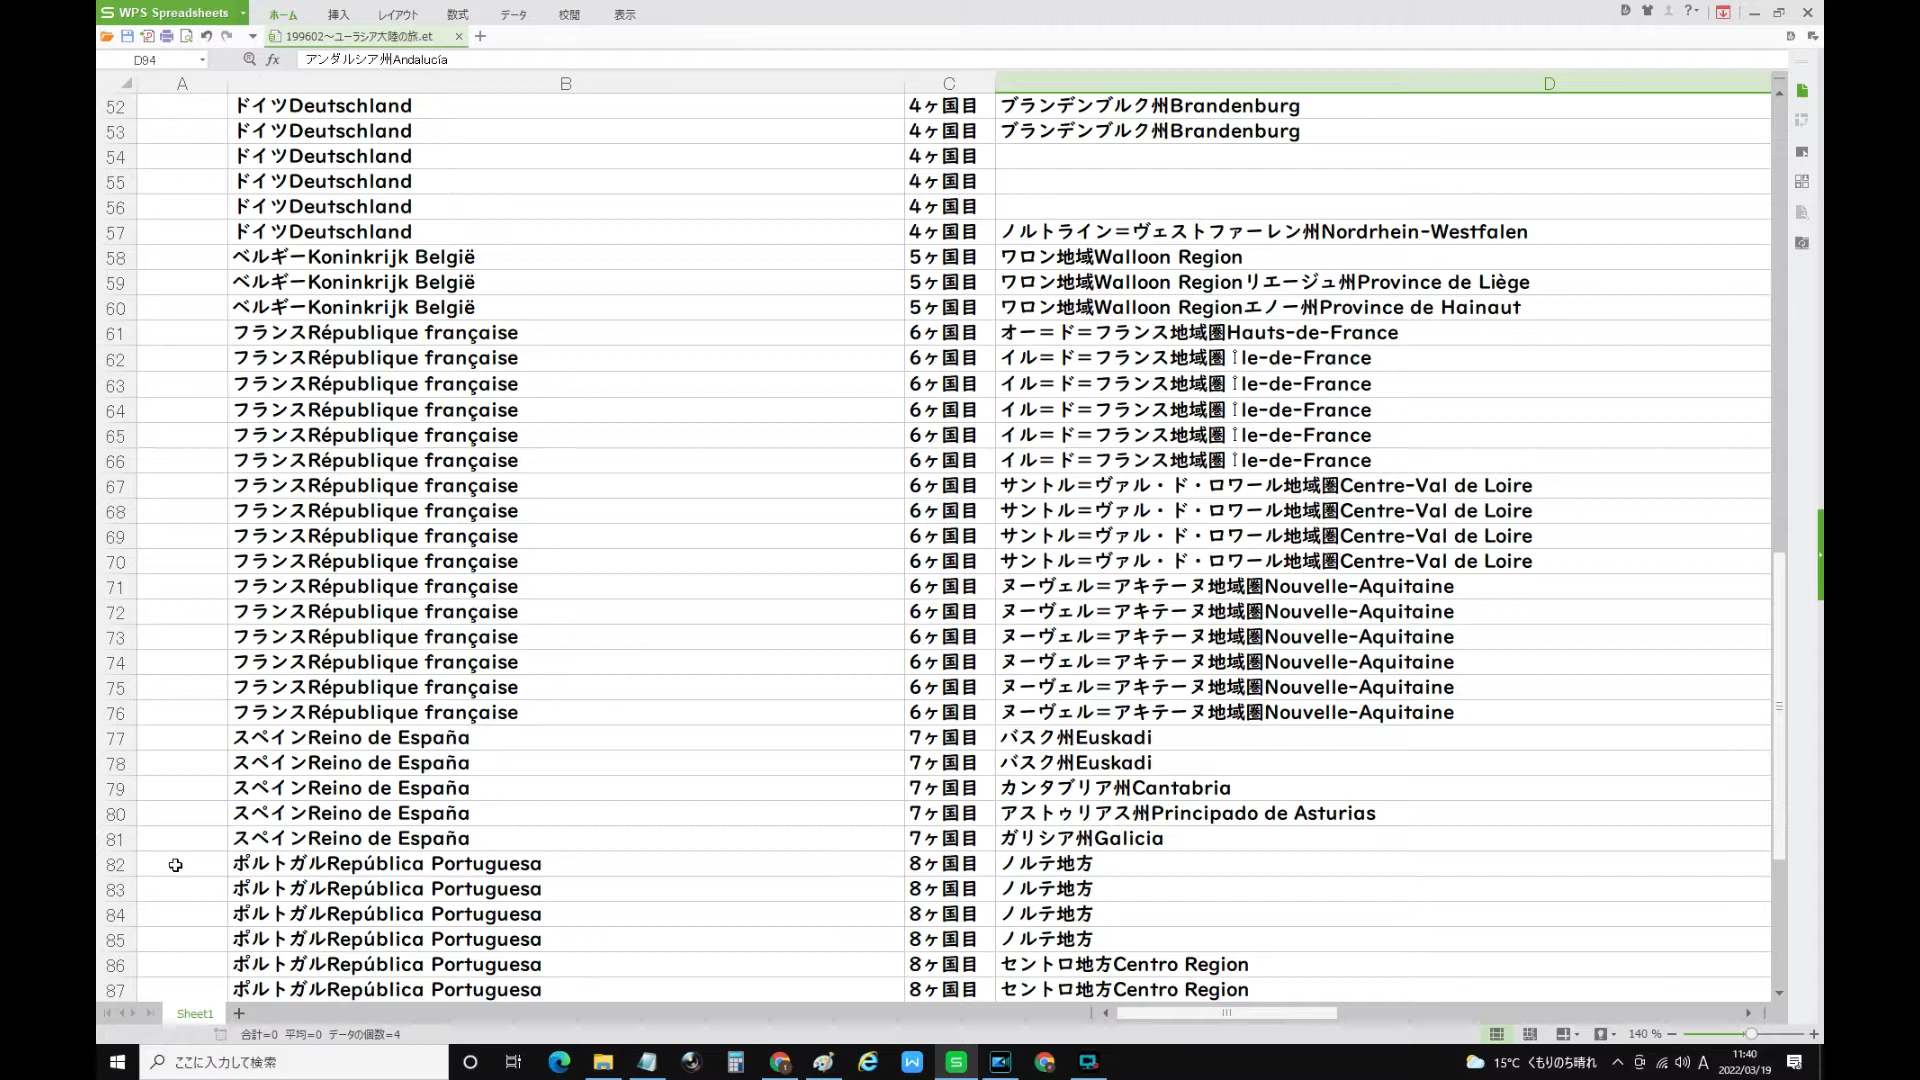 WPS Spreadsheets
ホーム 挿入 レイアウト 数式 データ 校閲 表示
199602～ユーラシア大陸の旅.et × +
D94 fx アンダルシア州Andalucía
A B C D
52 ドイツDeutschland 4ヶ国目 ブランデンブルク州Brandenburg
53 ドイツDeutschland 4ヶ国目 ブランデンブルク州Brandenburg
54 ドイツDeutschland 4ヶ国目
55 ドイツDeutschland 4ヶ国目
56 ドイツDeutschland 4ヶ国目
57 ドイツDeutschland 4ヶ国目 ノルトライン＝ヴェストファーレン州Nordrhein-Westfalen
58 ベルギーKoninkrijk België 5ヶ国目 ワロン地域Walloon Region
59 ベルギーKoninkrijk België 5ヶ国目 ワロン地域Walloon Regionリエージュ州Province de Liège
60 ベルギーKoninkrijk België 5ヶ国目 ワロン地域Walloon Regionエノー州Province de Hainaut
61 フランスRépublique française 6ヶ国目 オー＝ド＝フランス地域圏Hauts-de-France
62 フランスRépublique française 6ヶ国目 イル＝ド＝フランス地域圏Île-de-France
63 フランスRépublique française 6ヶ国目 イル＝ド＝フランス地域圏Île-de-France
64 フランスRépublique française 6ヶ国目 イル＝ド＝フランス地域圏Île-de-France
65 フランスRépublique française 6ヶ国目 イル＝ド＝フランス地域圏Île-de-France
66 フランスRépublique française 6ヶ国目 イル＝ド＝フランス地域圏Île-de-France
67 フランスRépublique française 6ヶ国目 サントル＝ヴァル・ド・ロワール地域圏Centre-Val de Loire
68 フランスRépublique française 6ヶ国目 サントル＝ヴァル・ド・ロワール地域圏Centre-Val de Loire
69 フランスRépublique française 6ヶ国目 サントル＝ヴァル・ド・ロワール地域圏Centre-Val de Loire
70 フランスRépublique française 6ヶ国目 サントル＝ヴァル・ド・ロワール地域圏Centre-Val de Loire
71 フランスRépublique française 6ヶ国目 ヌーヴェル＝アキテーヌ地域圏Nouvelle-Aquitaine
72 フランスRépublique française 6ヶ国目 ヌーヴェル＝アキテーヌ地域圏Nouvelle-Aquitaine
73 フランスRépublique française 6ヶ国目 ヌーヴェル＝アキテーヌ地域圏Nouvelle-Aquitaine
74 フランスRépublique française 6ヶ国目 ヌーヴェル＝アキテーヌ地域圏Nouvelle-Aquitaine
75 フランスRépublique française 6ヶ国目 ヌーヴェル＝アキテーヌ地域圏Nouvelle-Aquitaine
76 フランスRépublique française 6ヶ国目 ヌーヴェル＝アキテーヌ地域圏Nouvelle-Aquitaine
77 スペインReino de España 7ヶ国目 バスク州Euskadi
78 スペインReino de España 7ヶ国目 バスク州Euskadi
79 スペインReino de España 7ヶ国目 カンタブリア州Cantabria
80 スペインReino de España 7ヶ国目 アストゥリアス州Principado de Asturias
81 スペインReino de España 7ヶ国目 ガリシア州Galicia
82 ポルトガルRepública Portuguesa 8ヶ国目 ノルテ地方
83 ポルトガルRepública Portuguesa 8ヶ国目 ノルテ地方
84 ポルトガルRepública Portuguesa 8ヶ国目 ノルテ地方
85 ポルトガルRepública Portuguesa 8ヶ国目 ノルテ地方
86 ポルトガルRepública Portuguesa 8ヶ国目 セントロ地方Centro Region
87 ポルトガルRepública Portuguesa 8ヶ国目 セントロ地方Centro Region
Sheet1 +
合計=0 平均=0 データの個数=4 140 %
ここに入力して検索 15°C くもりのち晴れ A 11:40
2022/03/19